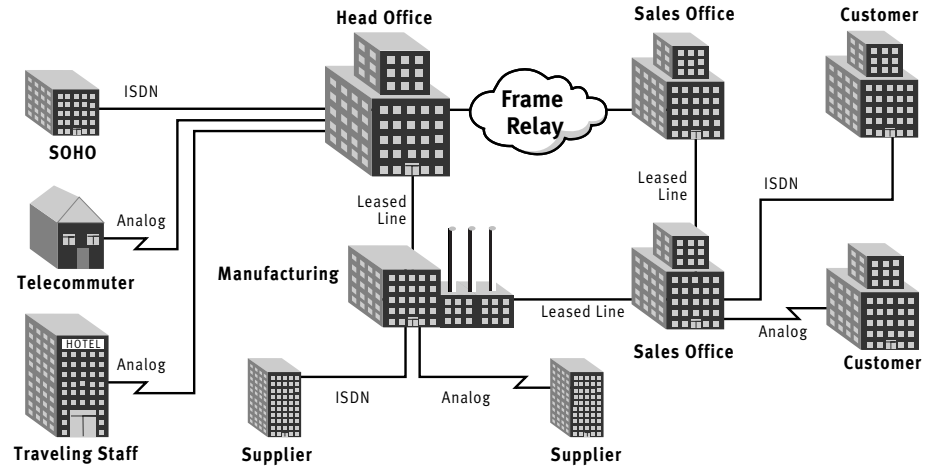 Head Office
Sales Office
Customer
ISDN
Frame
Relay
SOHO
Leased
Line
Leased
Line
ISDN
Analog
Telecommuter
Manufacturing
Leased Line
Analog
Sales Office
Customer
HOTEL
Analog
ISDN
Analog
Traveling Staff
Supplier
Supplier